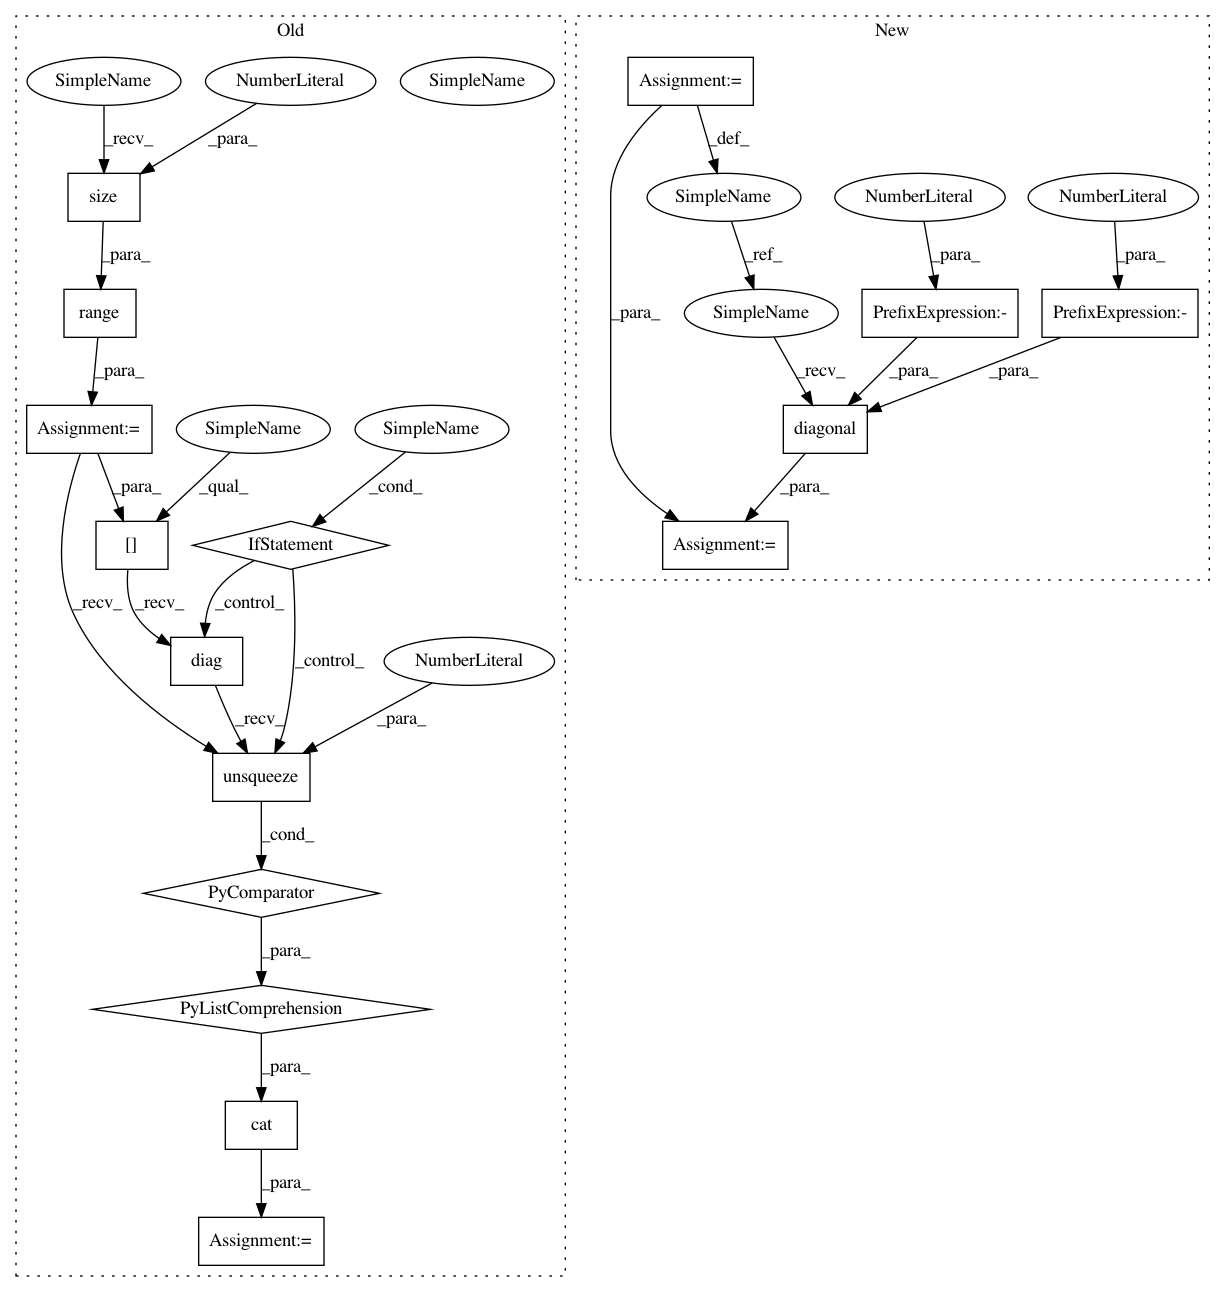 Old
New
SimpleName
NumberLiteral
SimpleName
Assignment:=
_recv_
_para_
_def_
size
SimpleName
NumberLiteral
NumberLiteral
_para_
_ref_
_para_
_para_
range
_para_
SimpleName
PrefixExpression:-
PrefixExpression:-
_para_
_recv_
_para_
_para_
Assignment:=
SimpleName
SimpleName
diagonal
_para_
_qual_
_cond_
_para_
[]
IfStatement
Assignment:=
_recv_
_recv_
_control_
diag
_control_
NumberLiteral
_recv_
_para_
unsqueeze
_cond_
PyComparator
_para_
PyListComprehension
_para_
cat
_para_
Assignment:=